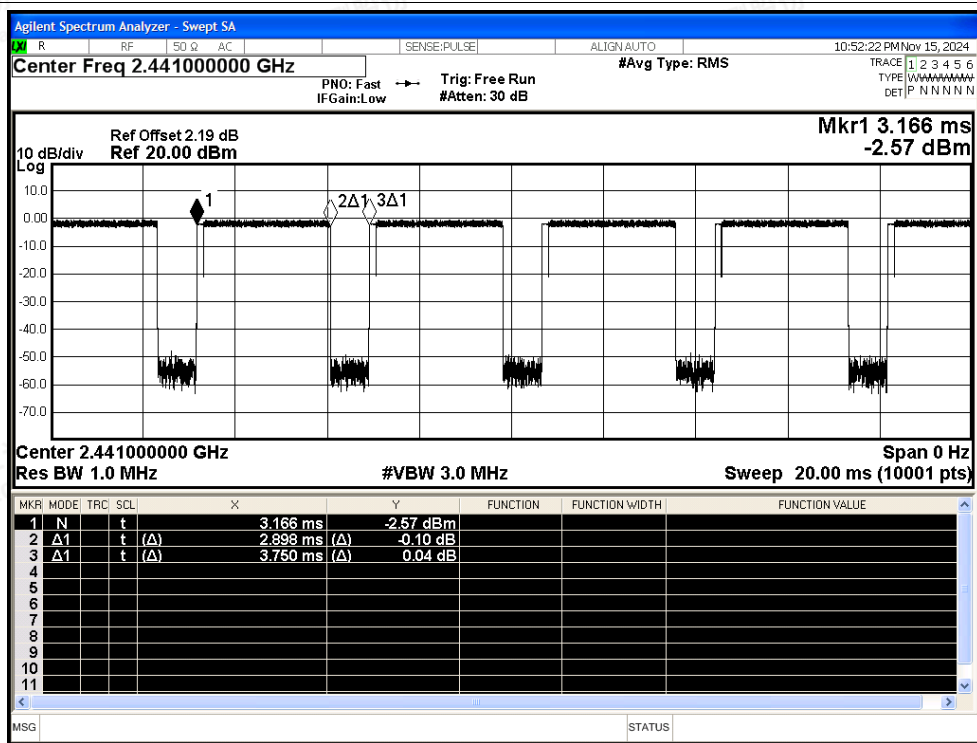 Agilent Spectrum Analyzer - Swept SA
LXI R RF 50 Ω AC SENSE:PULSE ALIGN AUTO 10:52:22 PM Nov 15, 2024
Center Freq 2.441000000 GHz #Avg Type: RMS TRACE 1 2 3 4 5 6
PNO: Fast Trig: Free Run TYPE WWWWWW
IFGain:Low #Atten: 30 dB DET P N N N N N
Mkr1 3.166 ms
Ref Offset 2.19 dB
10 dB/div Ref 20.00 dBm -2.57 dBm
Log
10.0
1 2Δ1 3Δ1
0.00
-10.0
-20.0
-30.0
-40.0
-50.0
-60.0
-70.0
Center 2.441000000 GHz Span 0 Hz
Res BW 1.0 MHz #VBW 3.0 MHz Sweep 20.00 ms (10001 pts)
MKR MODE TRC SCL X Y FUNCTION FUNCTION WIDTH FUNCTION VALUE
1 N t 3.166 ms -2.57 dBm
2 Δ1 t (Δ) 2.898 ms (Δ) -0.10 dB
3 Δ1 t (Δ) 3.750 ms (Δ) 0.04 dB
4
5
6
7
8
9
10
11
MSG STATUS